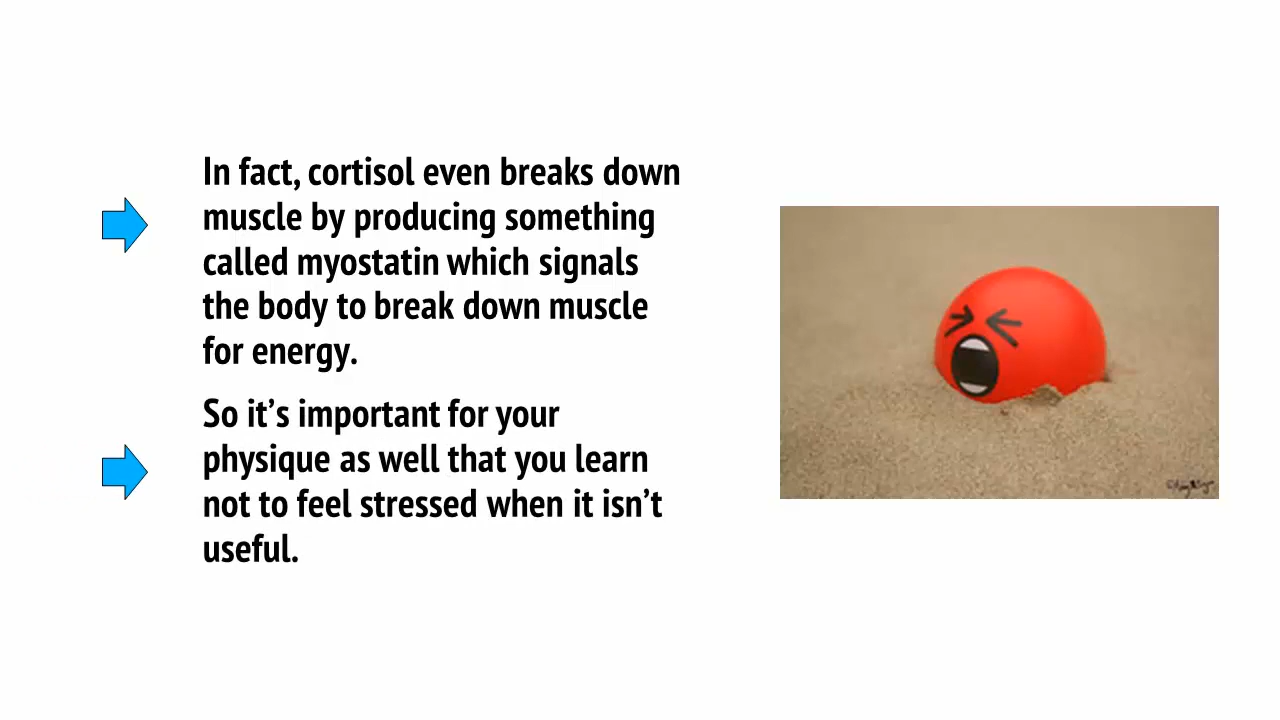 In fact, cortisol even breaks down
muscle by producing something
called myostatin which signals
the body to break down muscle
for energy.
So it’s important for your
physique as well that you learn
not to feel stressed when it isn’t
useful.